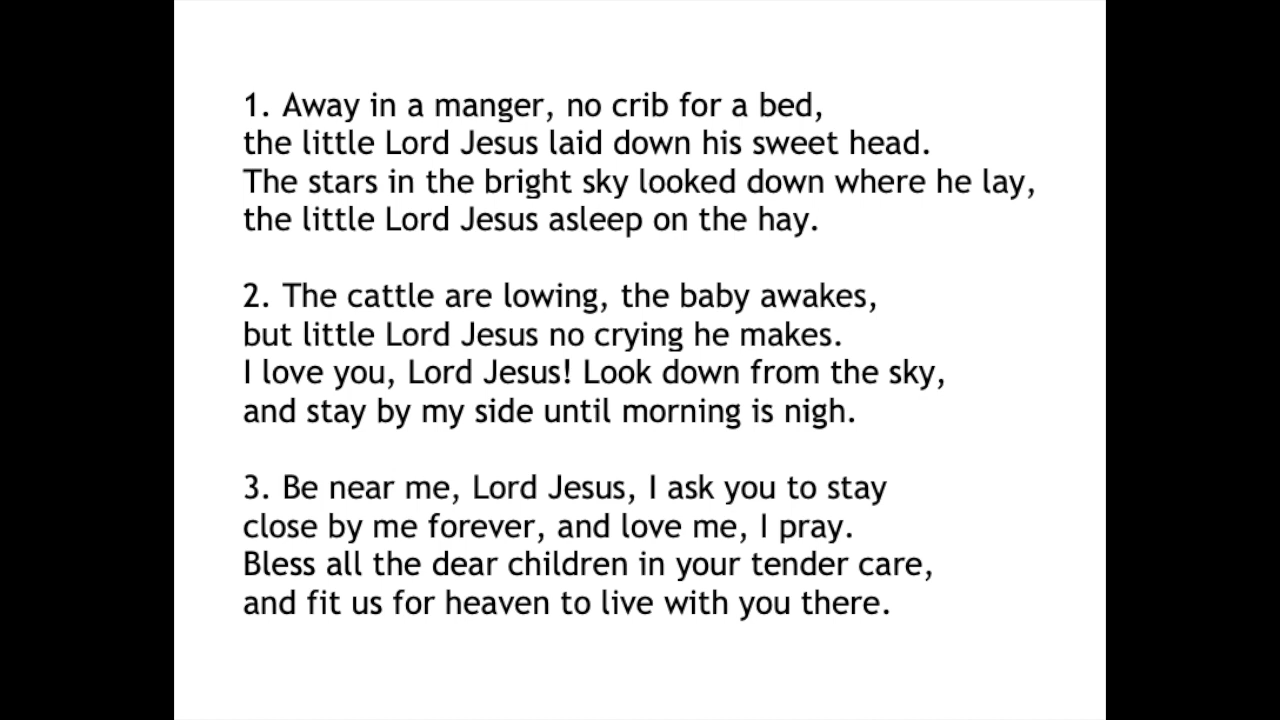 1. Away in a manger, no crib for a bed,
the little Lord Jesus laid down his sweet head.
The stars in the bright sky looked down where he lay,
the little Lord Jesus asleep on the hay.
2. The cattle are lowing, the baby awakes,
but little Lord Jesus no crying he makes.
I love you, Lord Jesus! Look down from the sky,
and stay by my side until morning is nigh.
3. Be near me, Lord Jesus, I ask you to stay
close by me forever, and love me, I pray.
Bless all the dear children in your tender care,
and fit us for heaven to live with you there.